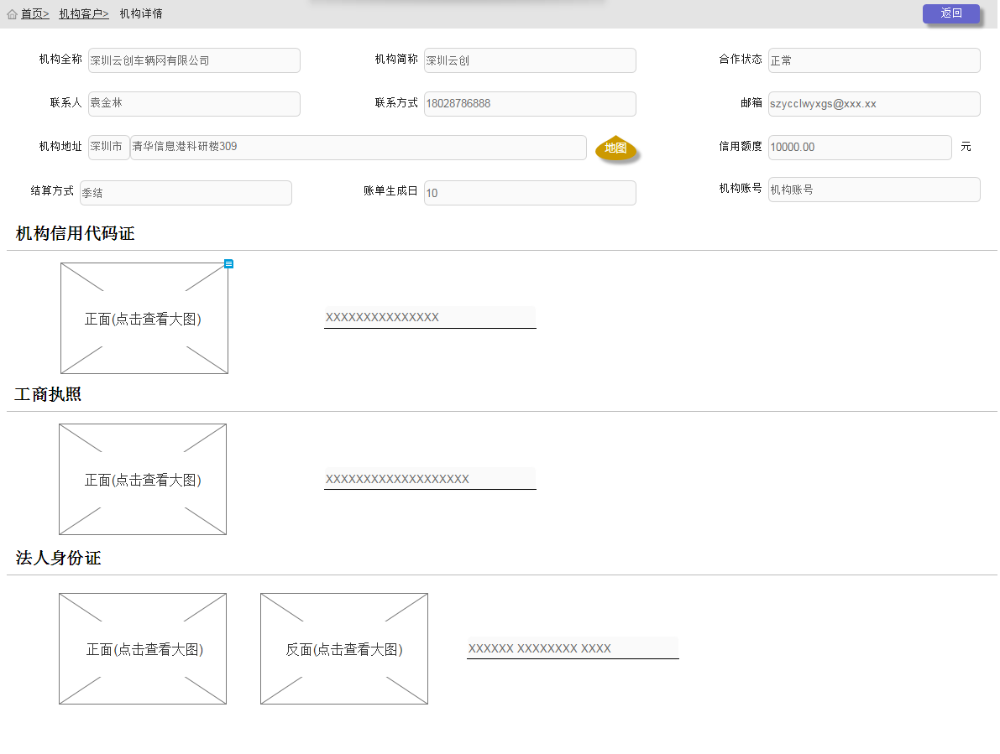 首页> 机构客户> 机构详情 返回
机构全称 深圳云创车辆网有限公司 机构简称 深圳云创 合作状态 正常
联系人 袁金林 联系方式 18028786888 邮箱 szycclwyxgs@xxx.xx
机构地址 深圳市 清华信息港科研楼309 地图 信用额度 10000.00 元
结算方式 季结 账单生成日 10 机构账号 机构账号
机构信用代码证
正面(点击查看大图) XXXXXXXXXXXXXXX
工商执照
正面(点击查看大图) XXXXXXXXXXXXXXXXXXX
法人身份证
正面(点击查看大图) 反面(点击查看大图) XXXXXX XXXXXXXX XXXX